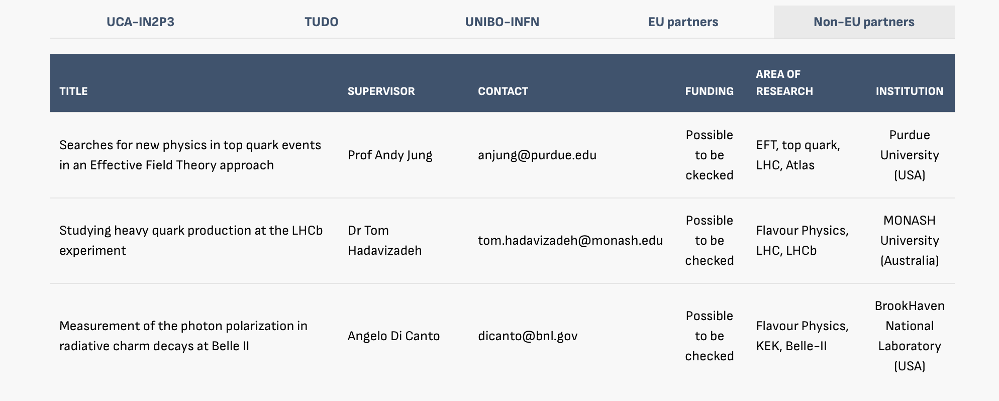 UCA-IN2P3 TUDO UNIBO-INFN EU partners Non-EU partners
TITLE SUPERVISOR CONTACT FUNDING AREA OF
RESEARCH INSTITUTION
Searches for new physics in top quark events
in an Effective Field Theory approach
Prof Andy Jung
anjung@purdue.edu
Possible
to be
ckecked
EFT, top quark,
LHC, Atlas
Purdue
University
(USA)
Studying heavy quark production at the LHCb
experiment
Dr Tom
Hadavizadeh
tom.hadavizadeh@monash.edu
Possible
to be
checked
Flavour Physics,
LHC, LHCb
MONASH
University
(Australia)
Measurement of the photon polarization in
radiative charm decays at Belle II
Angelo Di Canto
dicanto@bnl.gov
Possible
to be
checked
Flavour Physics,
KEK, Belle-II
BrookHaven
National
Laboratory
(USA)